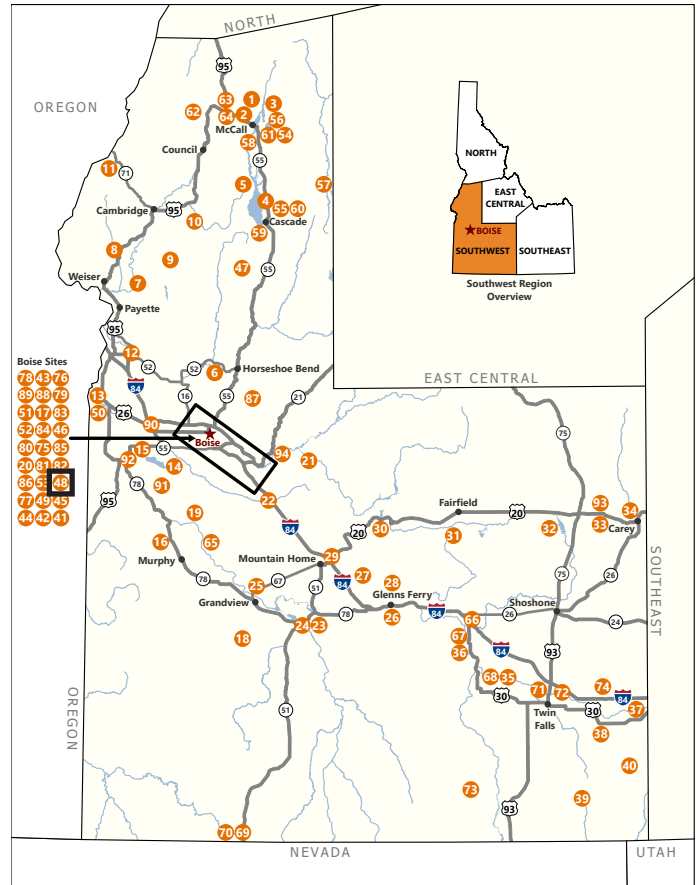 NORTH
OREGON
95
63
1
3
62
64
2
56
McCall
61
54
58
Council
55
11
71
5
57
4
55
60
Cambridge
95
10
Cascade
59
8
9
47
55
Weiser
7
Payette
95
12
52
52
6
Horseshoe Bend
84
16
55
87
21
Boise Sites
78 43 76
89 88 79
51 17 83
52 84 46
80 75 85
20 81 82
86 53 48
77 49 45
44 42 41
13
50
26
90
Boise
15
55
92
14
94
21
78
91
95
22
19
84
16
65
Murphy
Mountain Home
29
20
30
Fairfield
20
31
32
93
34
33
Carey
75
78
67
25
51
84
27
28
Grandview
Glenns Ferry
78
26
24
23
18
84
66
26
Shoshone
75
26
24
67
36
84
93
68
35
30
71
72
74
84
30
37
Twin
Falls
38
51
40
73
39
93
70
69
EAST CENTRAL
SOUTHEAST
OREGON
NEVADA
UTAH
NORTH
EAST
CENTRAL
BOISE
SOUTHWEST
SOUTHEAST
Southwest Region
Overview